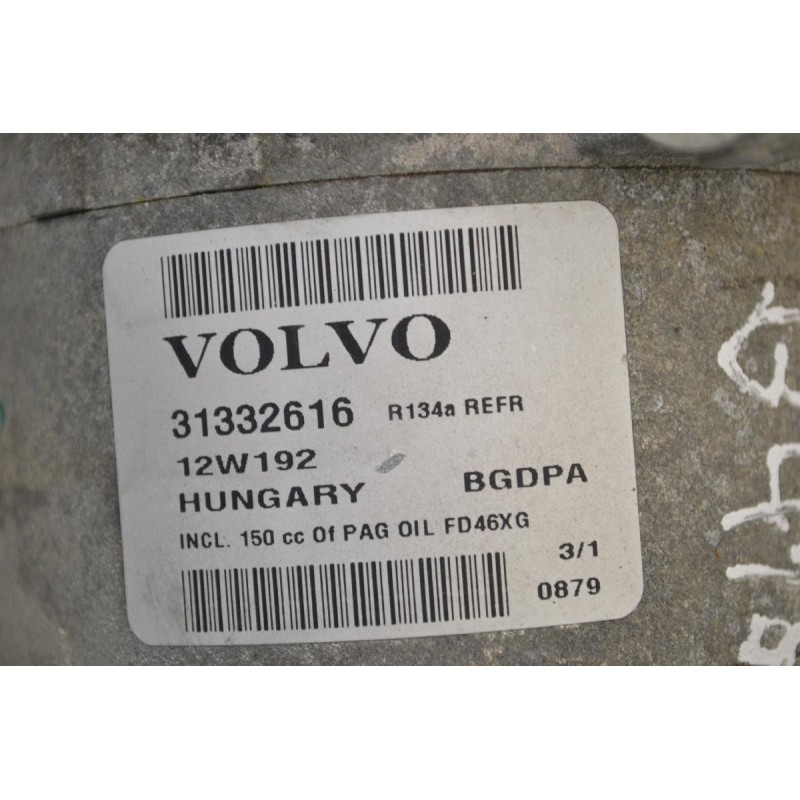 VOLVO
31332616 R134a REFR
12W192
HUNGARY BGDPA
INCL. 150 cc Of PAG OIL FD46XG
3/1
0879